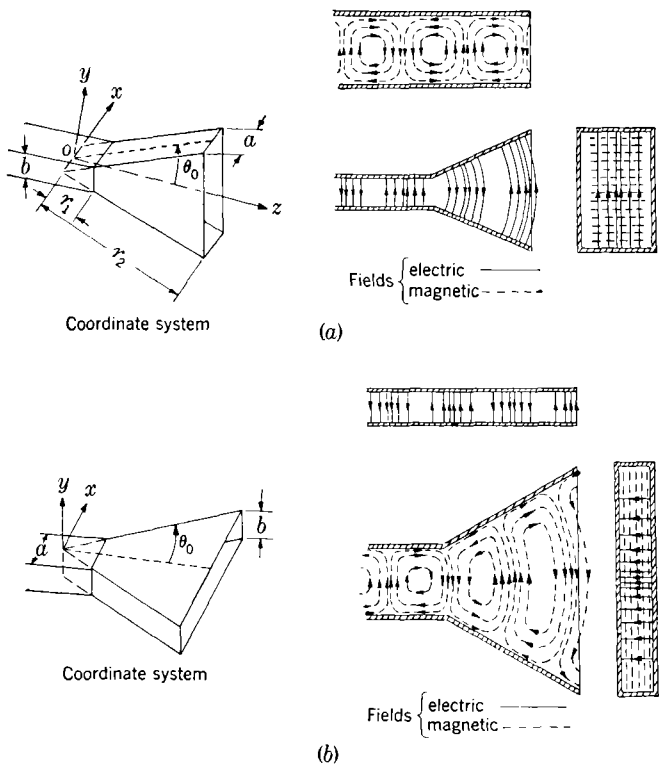 y
x
O
b
r₁
r₂
θ₀
a
z
Coordinate system
Fields { electric
magnetic
(a)
y
x
a
θ₀
b
Coordinate system
Fields { electric
magnetic
(b)